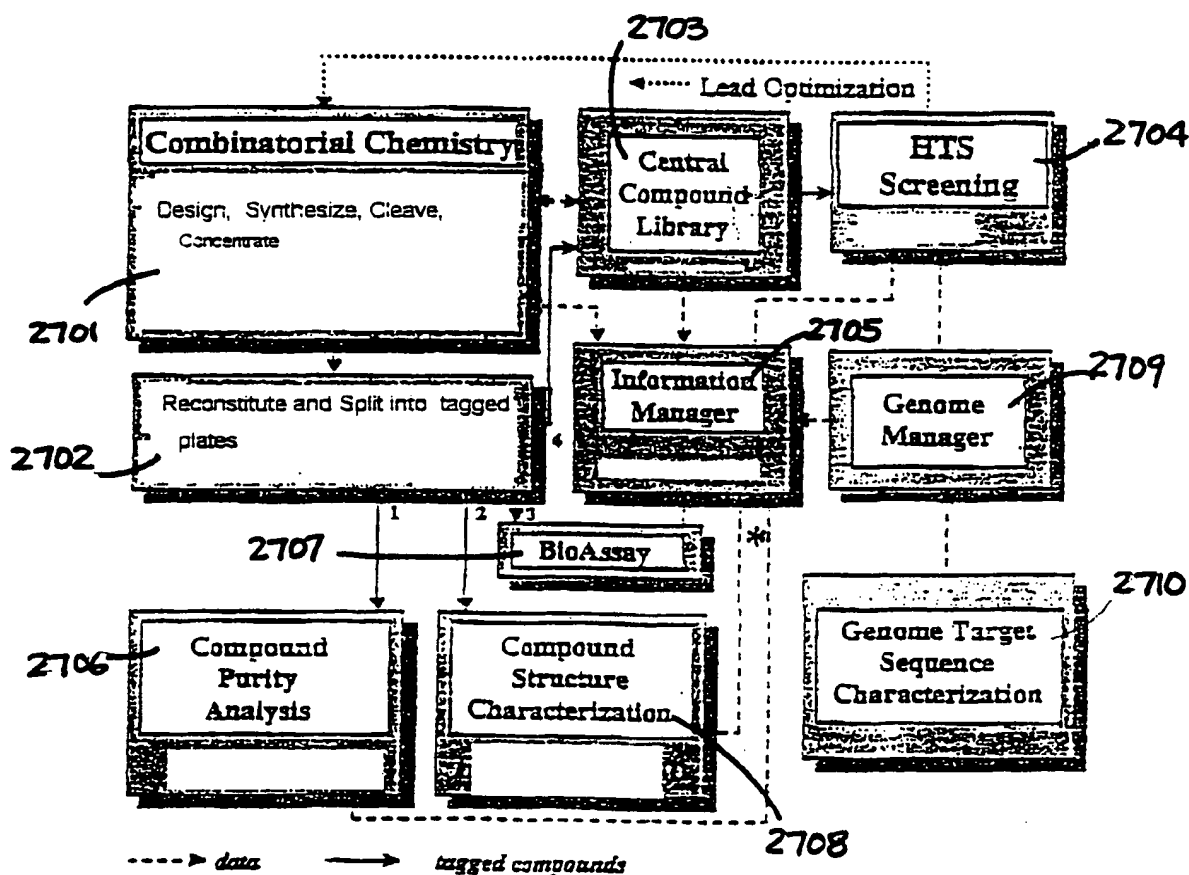 2703
Lead Optimization
Combinatorial Chemistry
Design, Synthesize, Cleave,
Concentrate
2701
Central
Compound
Library
HTS
Screening
2704
2705
Reconstitute and Split into tagged
plates
2702
4
Information
Manager
Genome
Manager
2709
1
2
3
2707
BioAssay
*
2706
Compound
Purity
Analysis
Compound
Structure
Characterization
Genome Target
Sequence
Characterization
2710
2708
data
tagged compounds